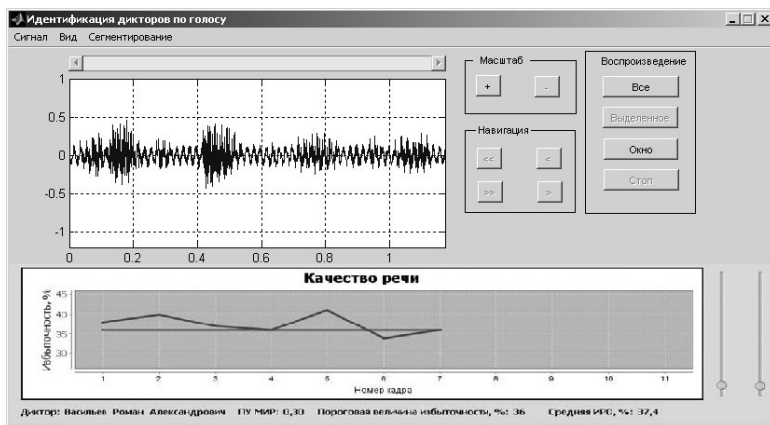 Идентификация дикторов по голосу
Сигнал Вид Сегментирование
Масштаб
+ -
Навигация
<< <
>> >
Воспроизведение
Все
Выделенное
Окно
Стоп
1
0.5
0
-0.5
-1
0 0.2 0.4 0.6 0.8 1
Качество речи
Избыточность, %
45
40
35
30
1 2 3 4 5 6 7 8 9 10 11
Номер кадра
Диктор: Васильев Роман Александрович ПУ МИР: 0,30 Пороговая величина избыточности, %: 36 Средняя ИРС, %: 37,4